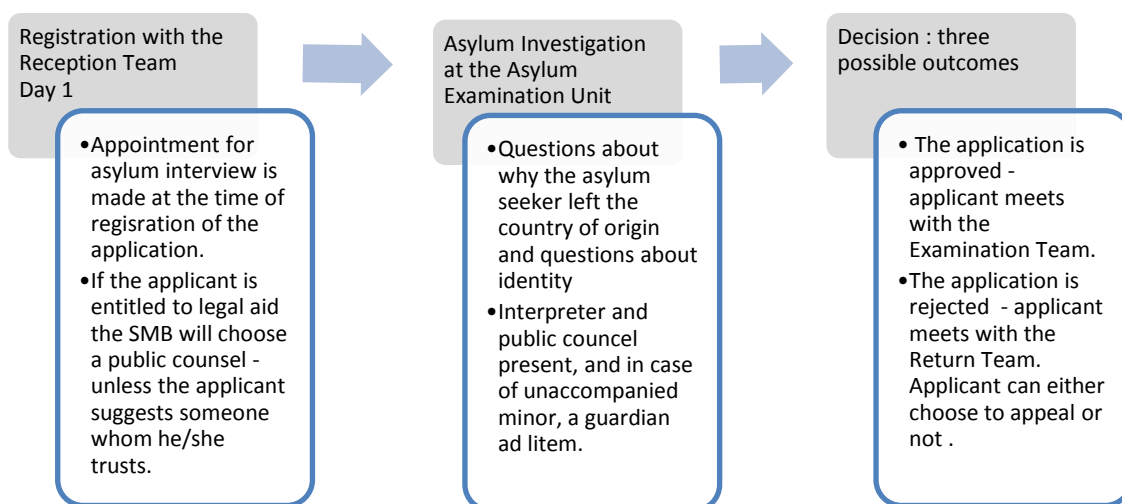 Registration with the
Reception Team
Day 1
•Appointment for
asylum interview is
made at the time of
regisration of the
application.
•If the applicant is
entitled to legal aid
the SMB will choose
a public counsel -
unless the applicant
suggests someone
whom he/she
trusts.
Asylum Investigation
at the Asylum
Examination Unit
•Questions about
why the asylum
seeker left the
country of origin
and questions about
identity
•Interpreter and
public councel
present, and in case
of unaccompanied
minor, a guardian
ad litem.
Decision : three
possible outcomes
• The application is
approved -
applicant meets
with the
Examination Team.
•The application is
rejected - applicant
meets with the
Return Team.
Applicant can either
choose to appeal or
not .